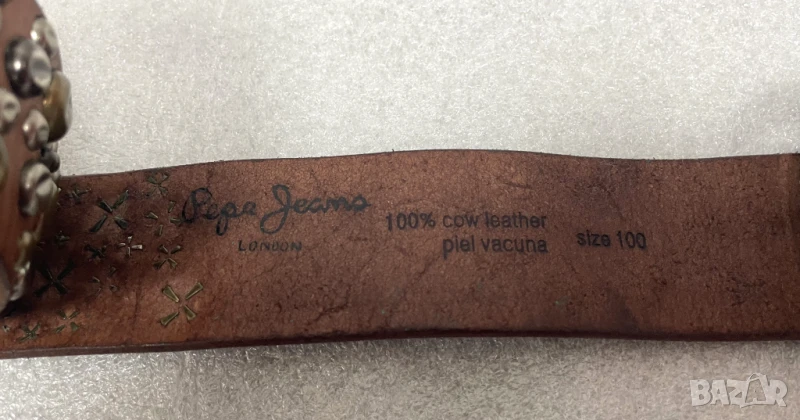 Pepe Jeans
LONDON
100% cow leather
piel vacuna
size 100
BAZAR